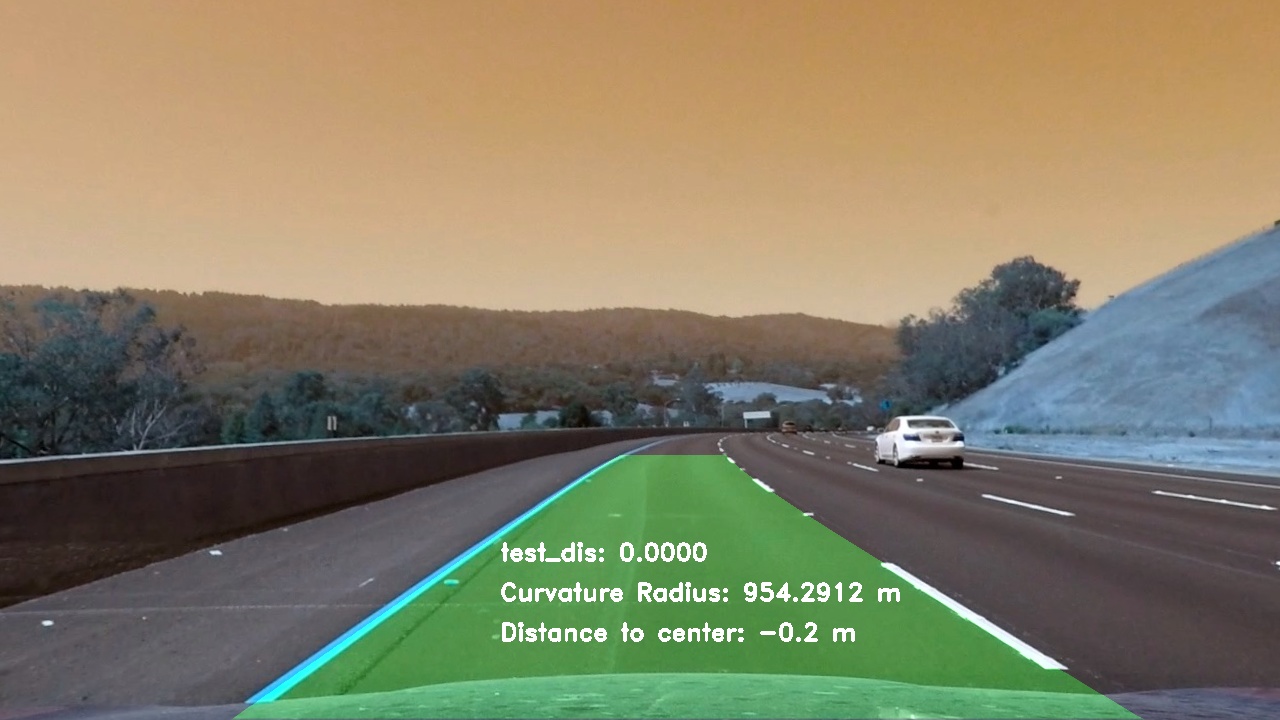 test_dis: 0.0000
Curvature Radius: 954.2912 m
Distance to center: -0.2 m